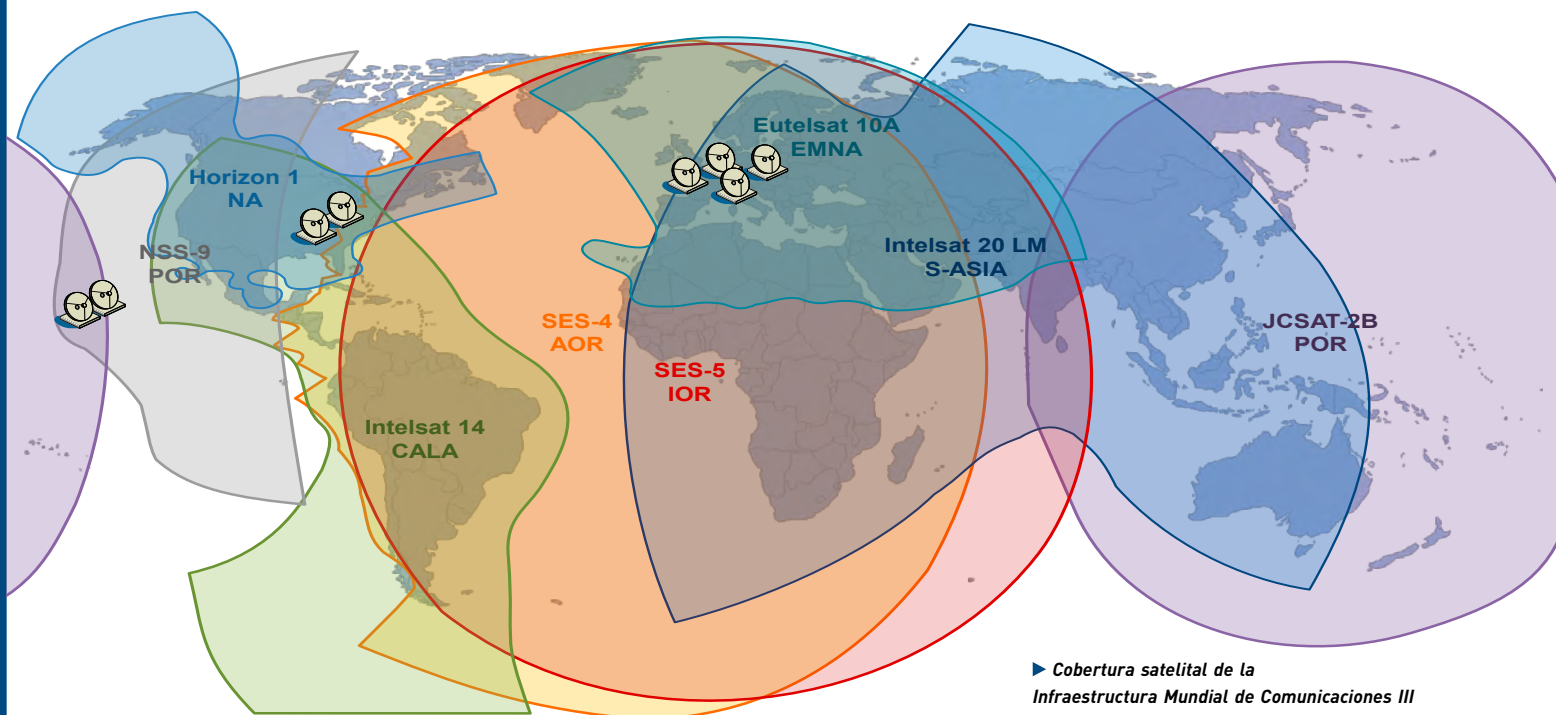 Eutelsat 10A
EMNA
Horizon 1
NA
NSS-9
POR
Intelsat 20 LM
S-ASIA
SES-4
AOR
JCSAT-2B
POR
SES-5
IOR
Intelsat 14
CALA
▶ Cobertura satelital de la
Infraestructura Mundial de Comunicaciones III